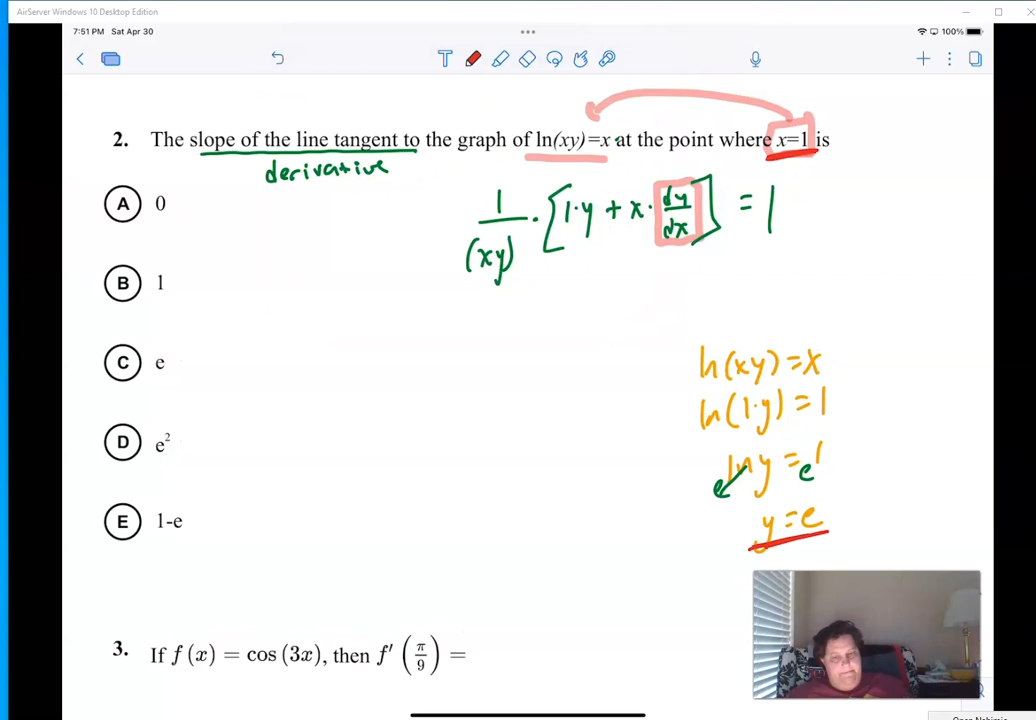 AirServer Windows 10 Desktop Edition
7:51 PM Sat Apr 30
100%
2. The slope of the line tangent to the graph of ln(xy)=x at the point where x=1 is
derivative
1/(xy) · [1·y + x · dy/dx] = 1
A 0
B 1
C e
D e²
E 1-e
ln(xy)=x
ln(1·y)=1
e ln y = e¹
y=e
3. If f (x) = cos (3x), then f′ (π/9) =